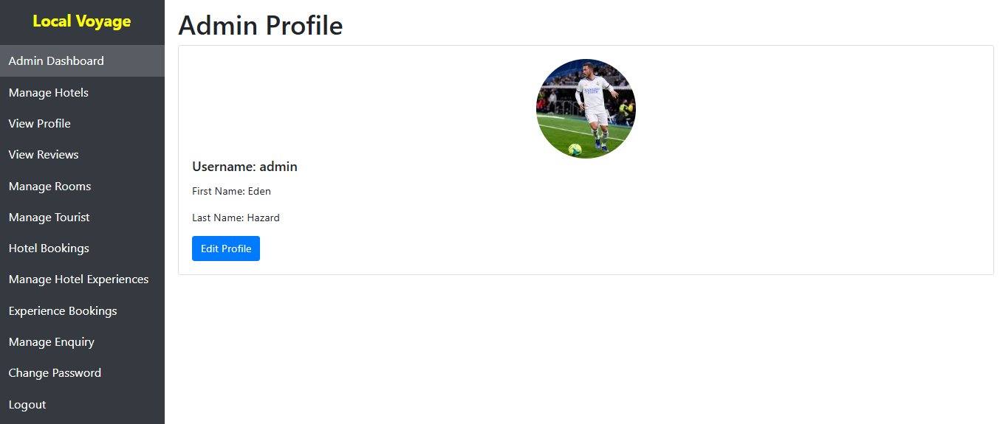 Local Voyage
Admin Dashboard
Manage Hotels
View Profile
View Reviews
Manage Rooms
Manage Tourist
Hotel Bookings
Manage Hotel Experiences
Experience Bookings
Manage Enquiry
Change Password
Logout
Admin Profile
Username: admin
First Name: Eden
Last Name: Hazard
Edit Profile